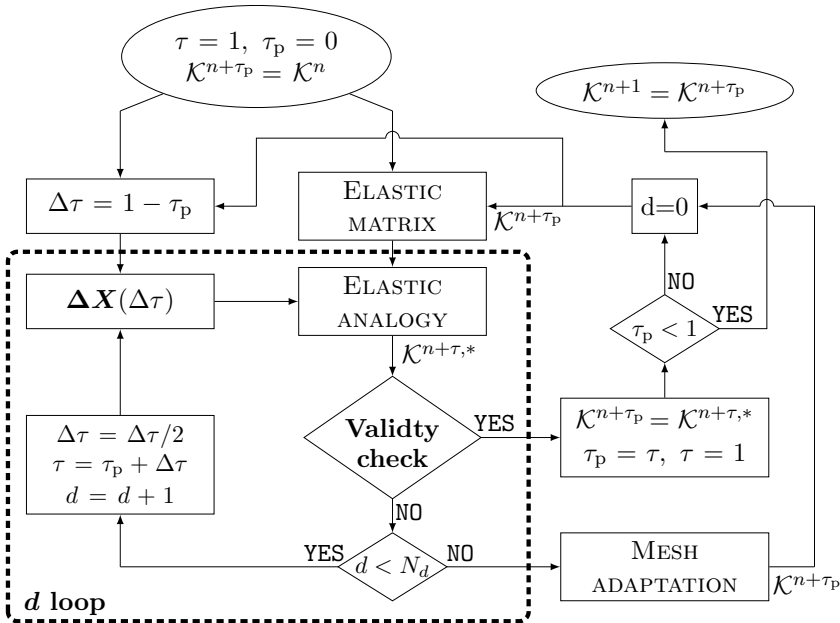 τ = 1, τ_p = 0
𝒦^{n+τ_p} = 𝒦^n
𝒦^{n+1} = 𝒦^{n+τ_p}
Δτ = 1 − τ_p
ELASTIC
MATRIX
𝒦^{n+τ_p}
d=0
ΔX(Δτ)
ELASTIC
ANALOGY
NO
𝒦^{n+τ,*}
τ_p < 1
YES
Δτ = Δτ/2
τ = τ_p + Δτ
d = d + 1
Validty
check
YES
𝒦^{n+τ_p} = 𝒦^{n+τ,*}
τ_p = τ, τ = 1
NO
YES
d < N_d
NO
MESH
ADAPTATION
𝒦^{n+τ_p}
d loop